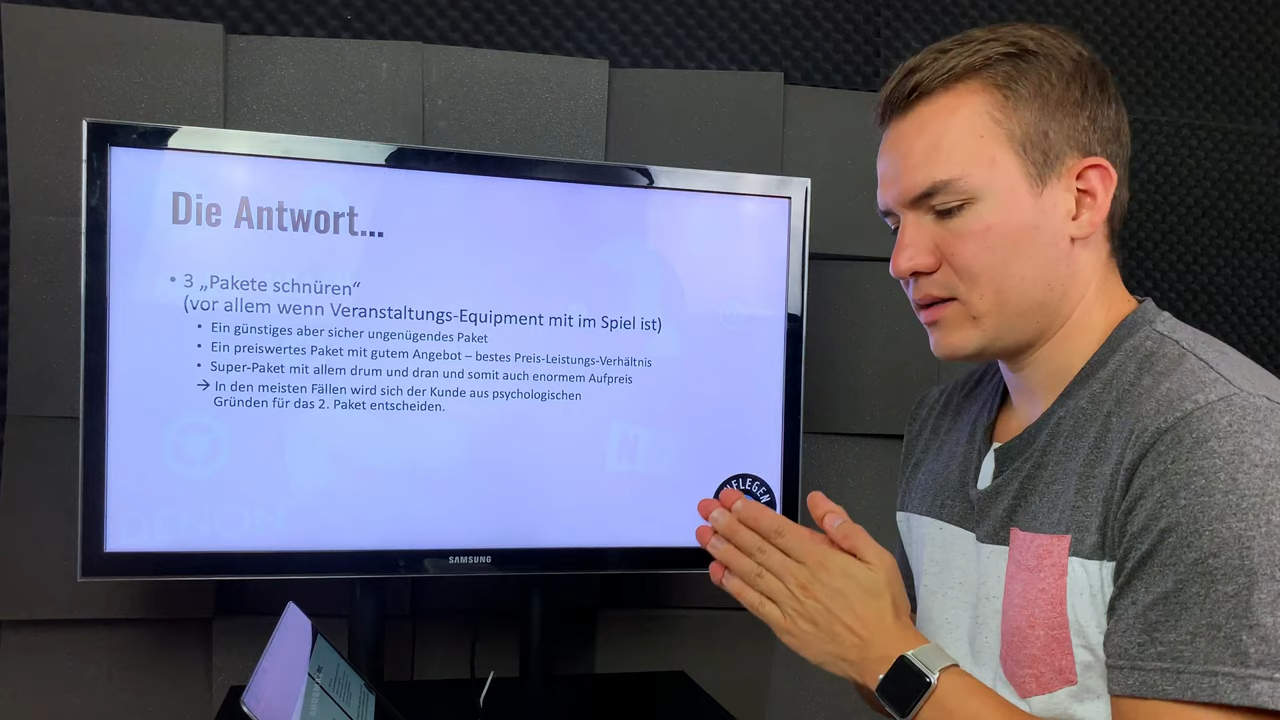 Die Antwort...
• 3 „Pakete schnüren“
(vor allem wenn Veranstaltungs-Equipment mit im Spiel ist)
• Ein günstiges aber sicher ungenügendes Paket
• Ein preiswertes Paket mit gutem Angebot – bestes Preis-Leistungs-Verhältnis
• Super-Paket mit allem drum und dran und somit auch enormem Aufpreis
→ In den meisten Fällen wird sich der Kunde aus psychologischen
Gründen für das 2. Paket entscheiden.
SAMSUNG